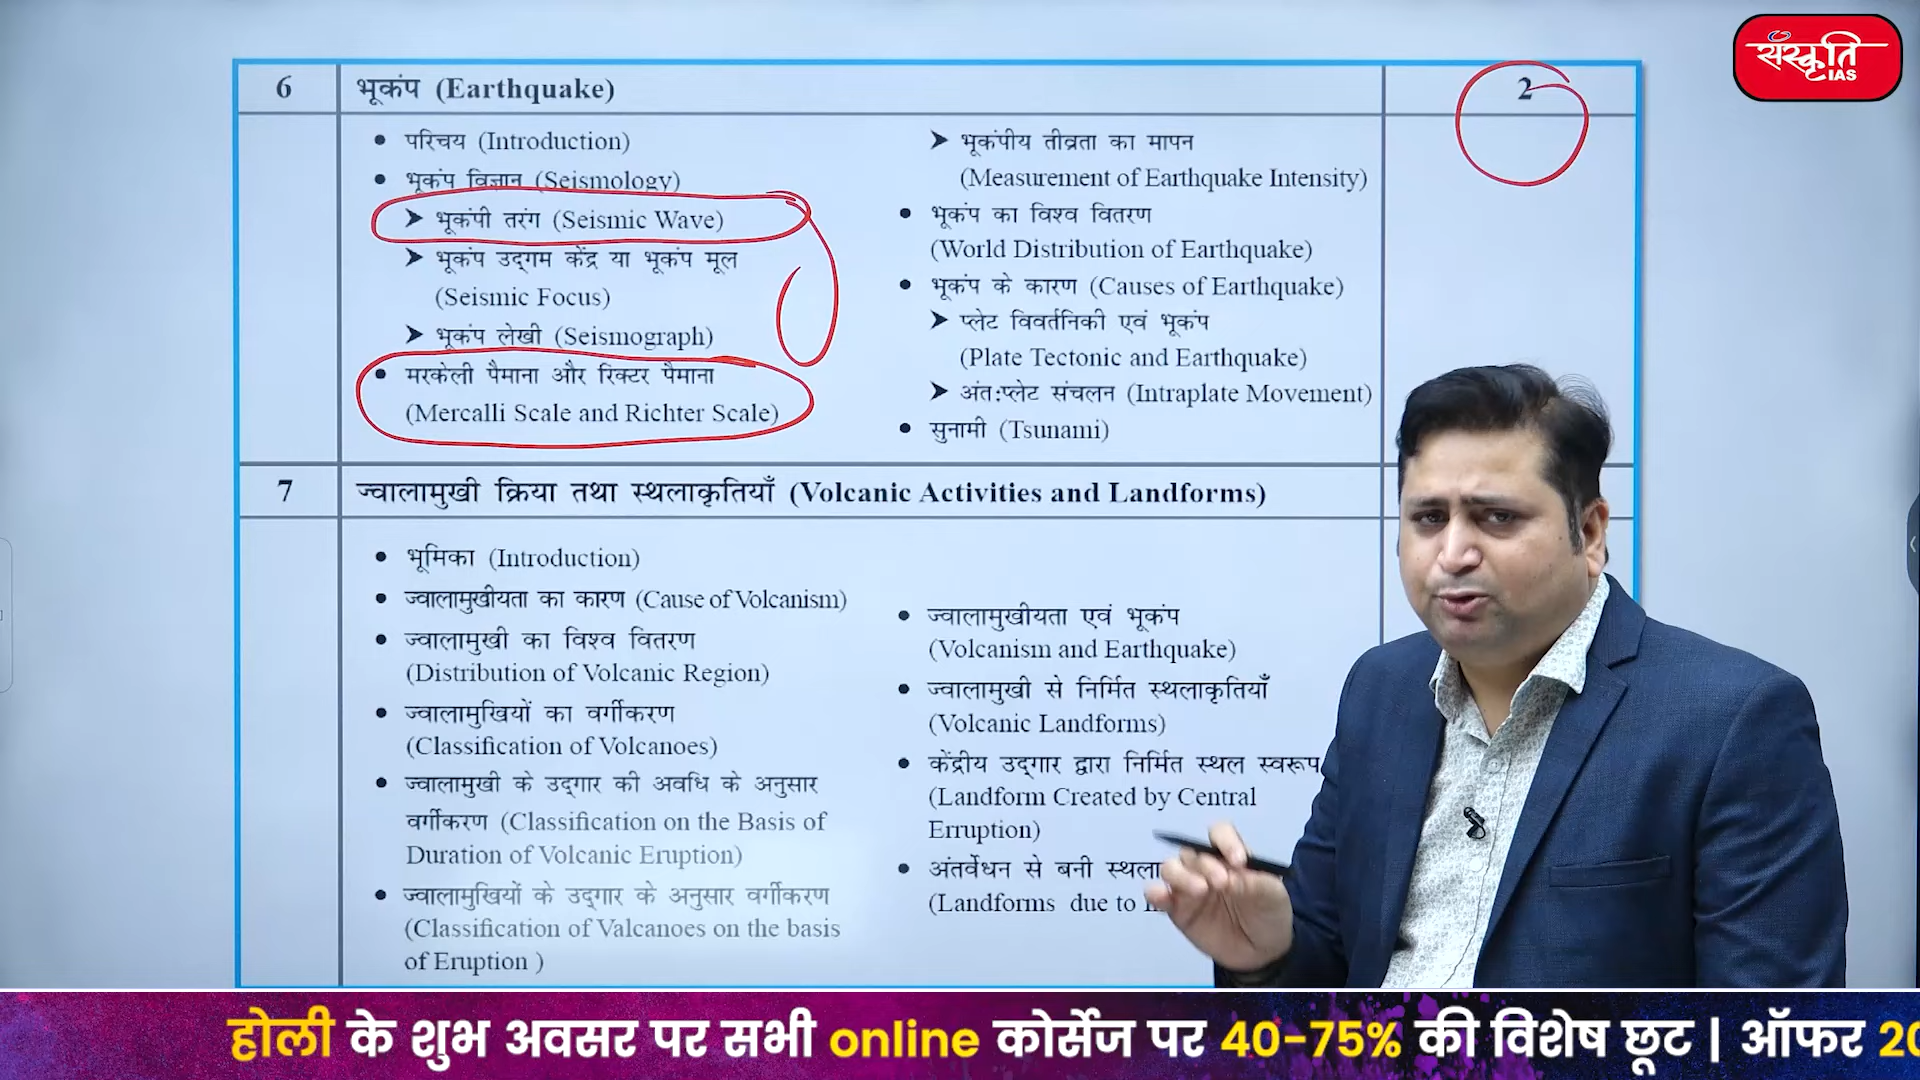 संस्कृति
IAS
6 भूकंप (Earthquake) 2
• परिचय (Introduction)
• भूकंप विज्ञान (Seismology)
➤ भूकंपी तरंग (Seismic Wave)
➤ भूकंप उद्‌गम केंद्र या भूकंप मूल
(Seismic Focus)
➤ भूकंप लेखी (Seismograph)
• मरकेली पैमाना और रिक्टर पैमाना
(Mercalli Scale and Richter Scale)
➤ भूकंपीय तीव्रता का मापन
(Measurement of Earthquake Intensity)
• भूकंप का विश्व वितरण
(World Distribution of Earthquake)
• भूकंप के कारण (Causes of Earthquake)
➤ प्लेट विवर्तनिकी एवं भूकंप
(Plate Tectonic and Earthquake)
➤ अंत:प्लेट संचलन (Intraplate Movement)
• सुनामी (Tsunami)
7 ज्वालामुखी क्रिया तथा स्थलाकृतियाँ (Volcanic Activities and Landforms)
• भूमिका (Introduction)
• ज्वालामुखीयता का कारण (Cause of Volcanism)
• ज्वालामुखी का विश्व वितरण
(Distribution of Volcanic Region)
• ज्वालामुखियों का वर्गीकरण
(Classification of Volcanoes)
• ज्वालामुखी के उद्‌गार की अवधि के अनुसार
वर्गीकरण (Classification on the Basis of
Duration of Volcanic Eruption)
• ज्वालामुखियों के उद्‌गार के अनुसार वर्गीकरण
(Classification of Valcanoes on the basis
of Eruption )
• ज्वालामुखीयता एवं भूकंप
(Volcanism and Earthquake)
• ज्वालामुखी से निर्मित स्थलाकृतियाँ
(Volcanic Landforms)
• केंद्रीय उद्‌गार द्वारा निर्मित स्थल स्वरूप
(Landform Created by Central
Erruption)
• अंतर्वेधन से बनी
(Landforms due to
होली के शुभ अवसर पर सभी online कोर्सेज पर 40-75% की विशेष छूट | ऑफर 20